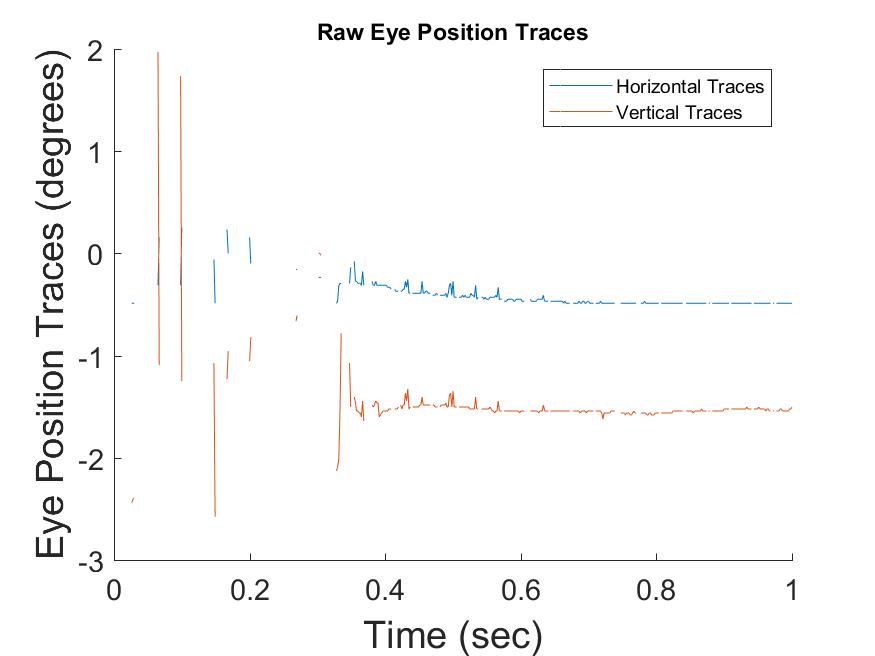 Raw Eye Position Traces
Horizontal Traces
Vertical Traces
Eye Position Traces (degrees)
2
1
0
-1
-2
-3
0
0.2
0.4
0.6
0.8
1
Time (sec)